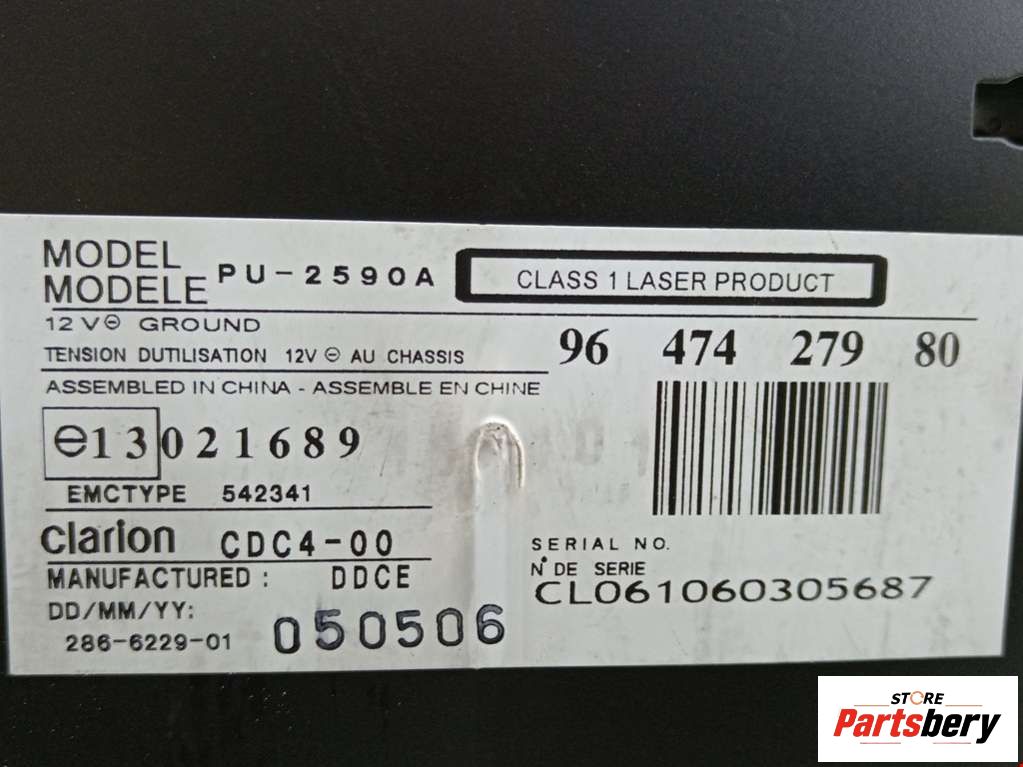 MODEL
MODELE PU-2590A
CLASS 1 LASER PRODUCT
12 V⊖ GROUND
TENSION DUTILISATION 12V ⊖ AU CHASSIS
96 474 279 80
ASSEMBLED IN CHINA - ASSEMBLE EN CHINE
e13 021689
EMCTYPE 542341
clarion CDC4-00
MANUFACTURED : DDCE
DD/MM/YY:
286-6229-01 050506
SERIAL NO.
N° DE SERIE
CL061060305687
STORE
Partsbery